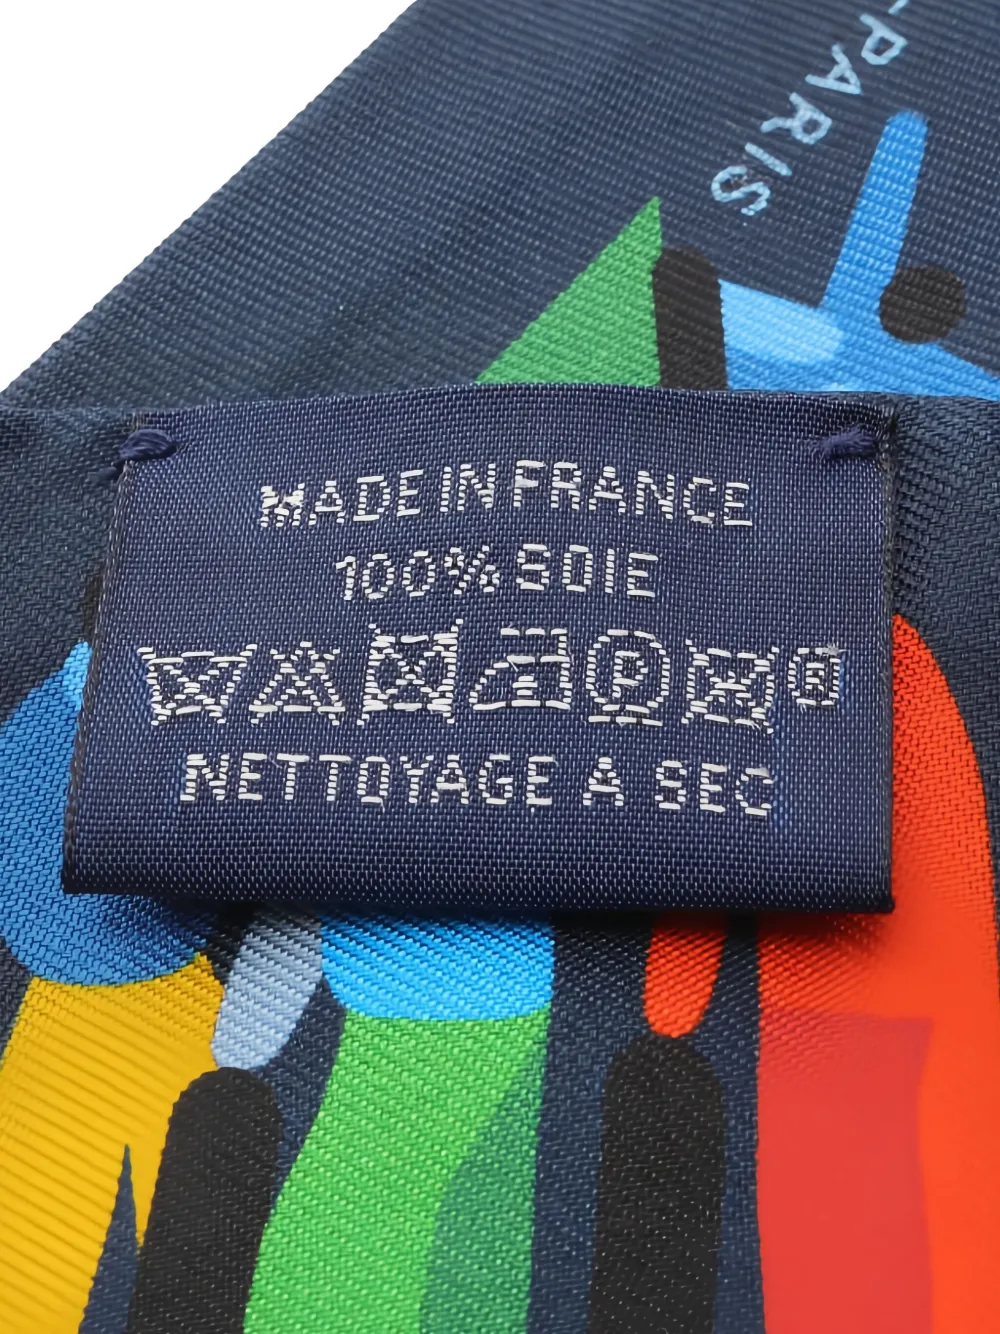 -PARIS
MADE IN FRANCE
100% SOIE
P
NETTOYAGE A SEC